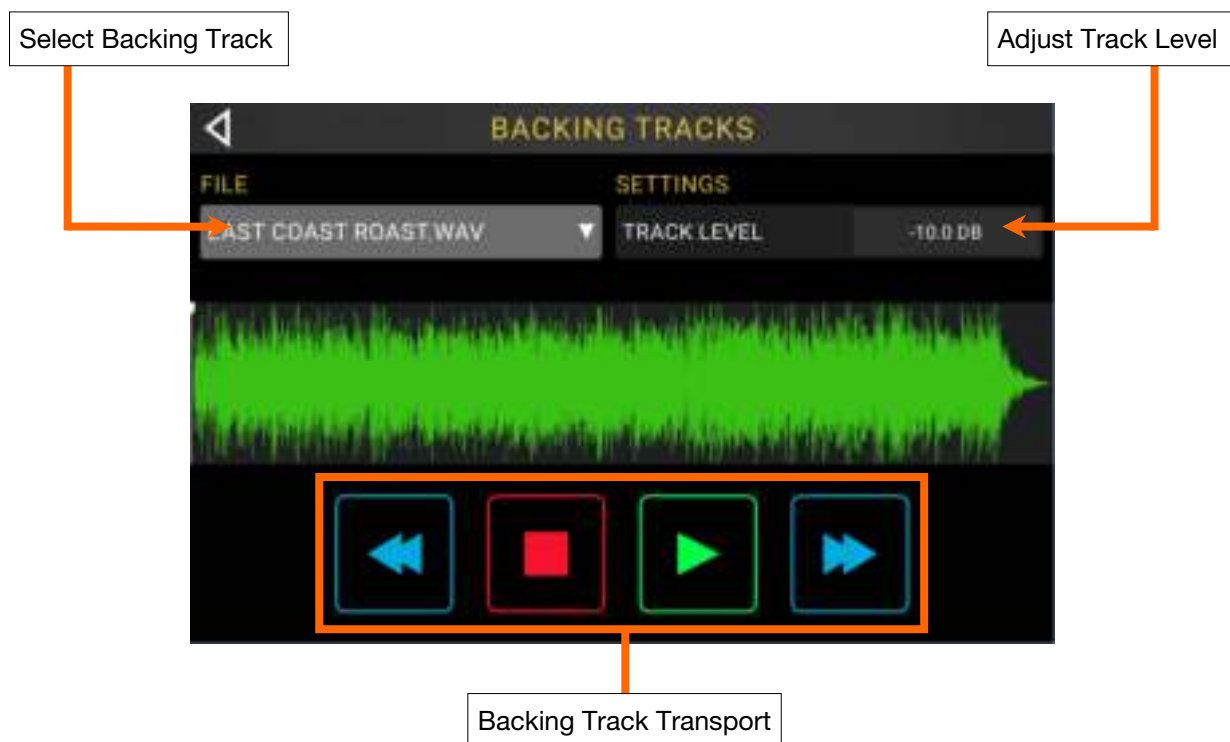 Select Backing Track
Adjust Track Level
BACKING TRACKS
FILE
SETTINGS
EAST COAST ROAST.WAV
TRACK LEVEL
-10.0 DB
Backing Track Transport